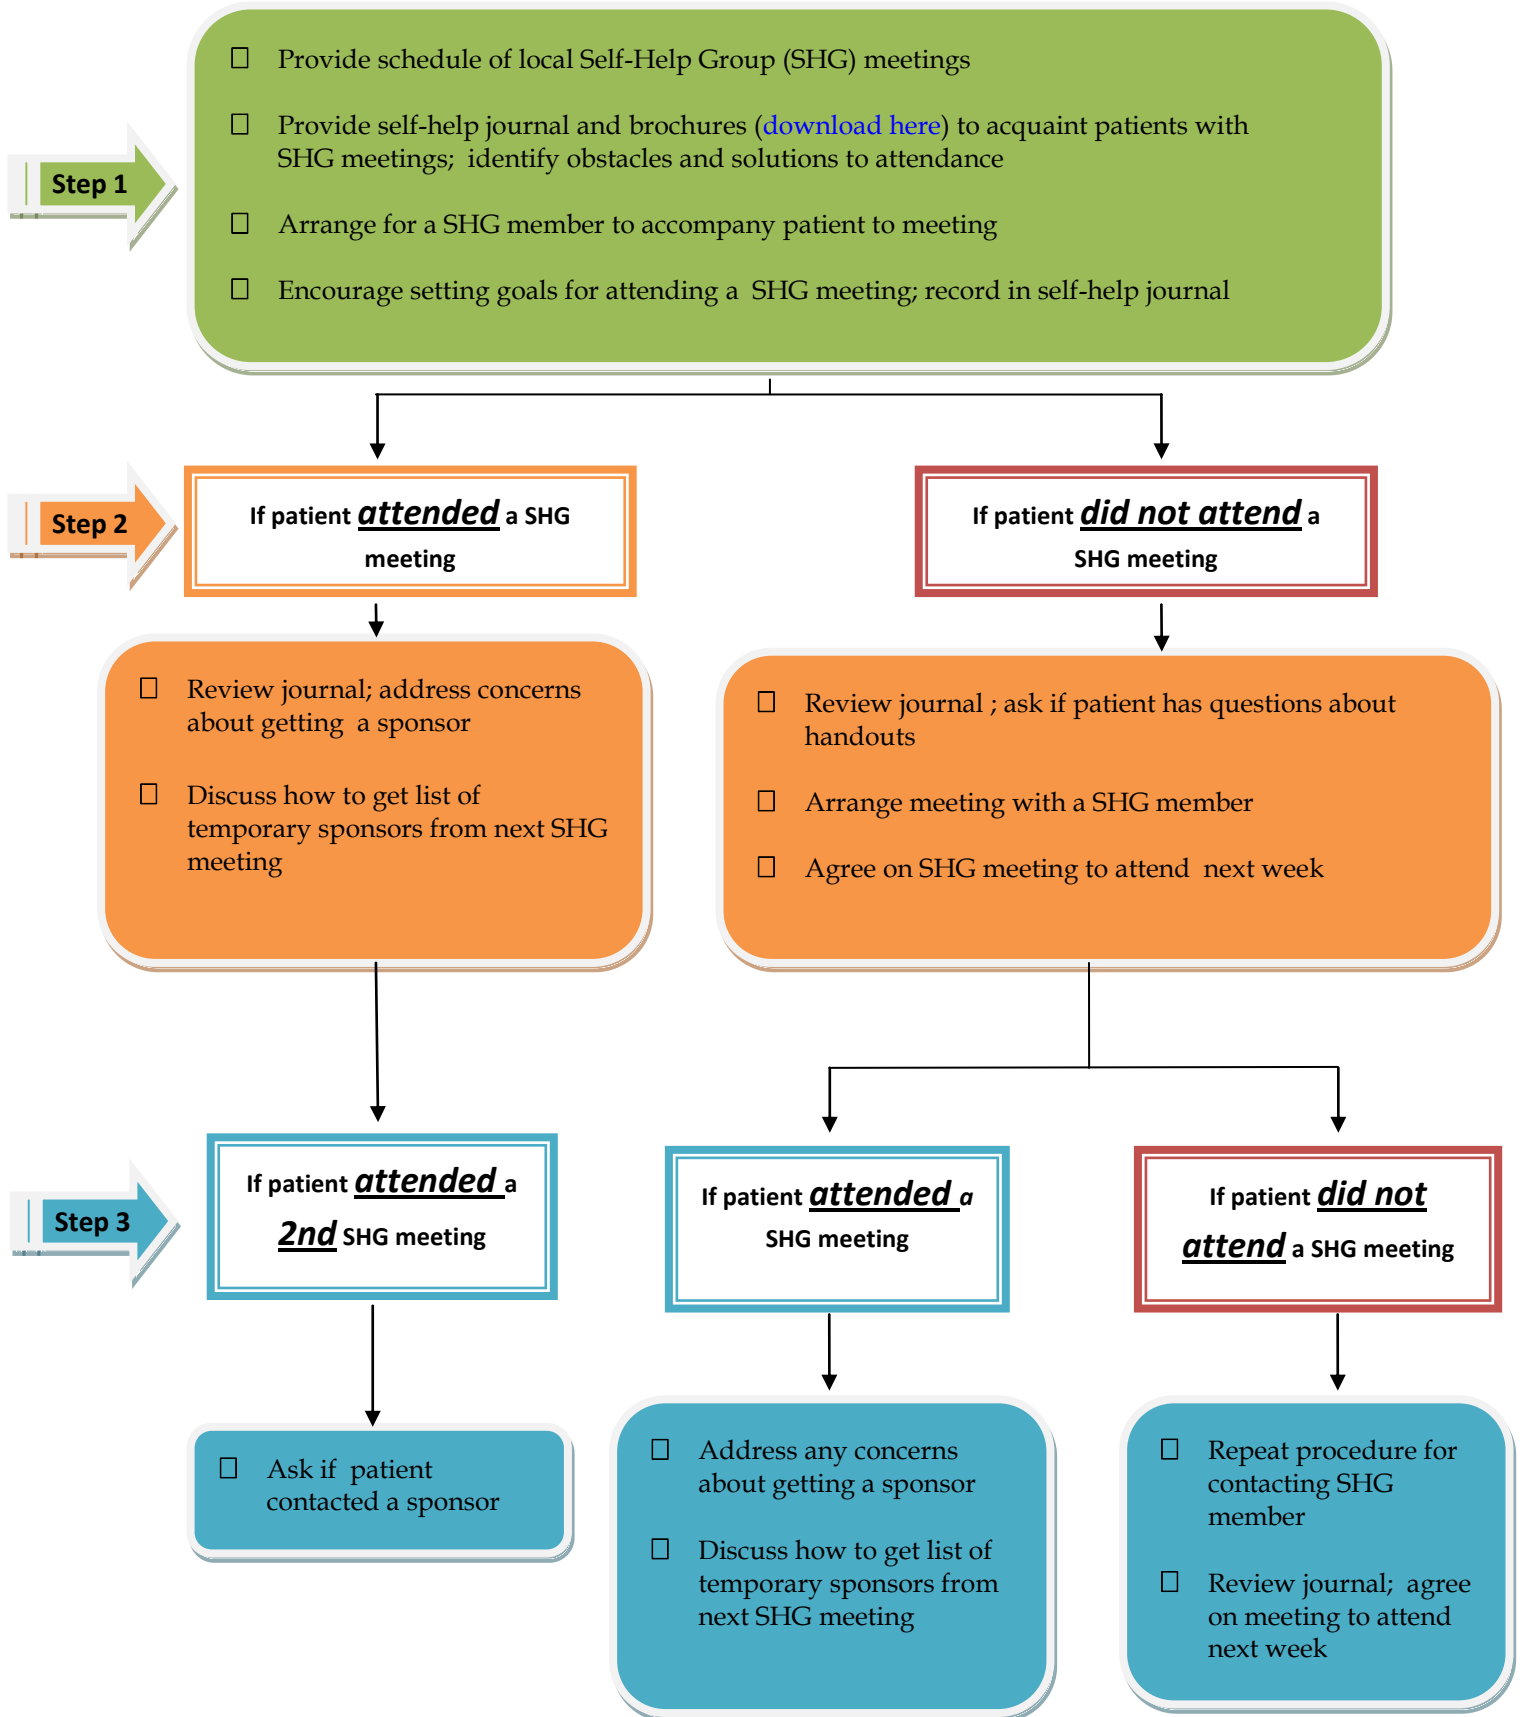 Provide schedule of local Self-Help Group (SHG) meetings
Provide self-help journal and brochures (download here) to acquaint patients with
SHG meetings; identify obstacles and solutions to attendance
Step 1
Arrange for a SHG member to accompany patient to meeting
Encourage setting goals for attending a SHG meeting; record in self-help journal
Step 2
If patient attended a SHG
meeting
If patient did not attend a
SHG meeting
Review journal; address concerns
about getting a sponsor
Discuss how to get list of
temporary sponsors from next SHG
meeting
Review journal ; ask if patient has questions about
handouts
Arrange meeting with a SHG member
Agree on SHG meeting to attend next week
Step 3
If patient attended a
2nd SHG meeting
If patient attended a
SHG meeting
If patient did not
attend a SHG meeting
Ask if patient
contacted a sponsor
Address any concerns
about getting a sponsor
Discuss how to get list of
temporary sponsors from
next SHG meeting
Repeat procedure for
contacting SHG
member
Review journal; agree
on meeting to attend
next week